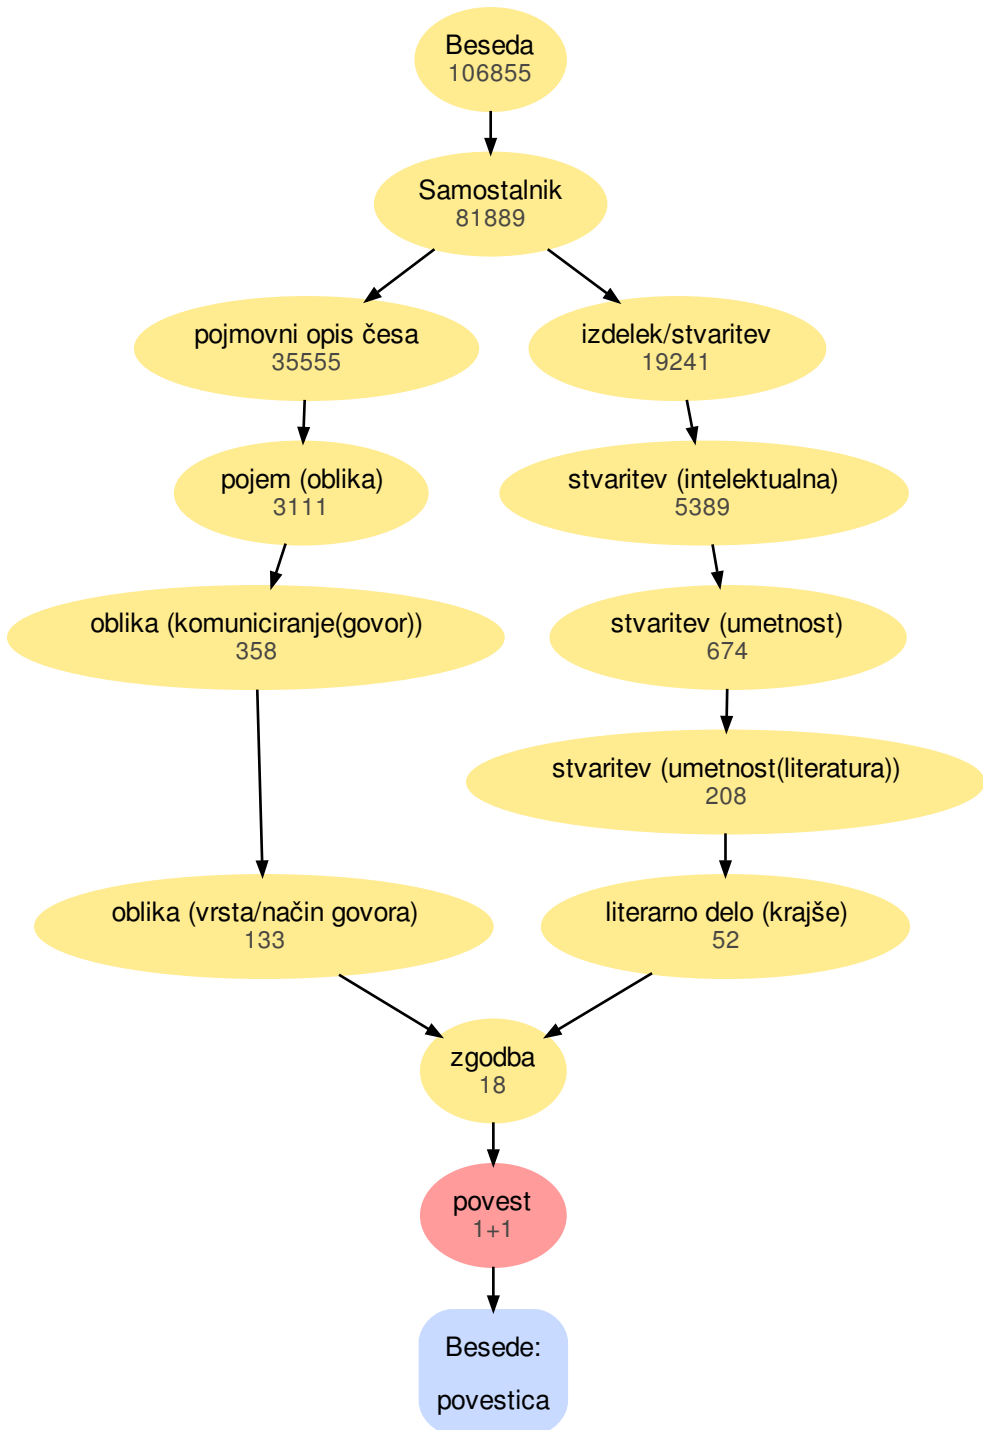 Beseda
106855
Samostalnik
81889
pojmovni opis česa
35555
izdelek/stvaritev
19241
pojem (oblika)
3111
stvaritev (intelektualna)
5389
oblika (komuniciranje(govor))
358
stvaritev (umetnost)
674
stvaritev (umetnost(literatura))
208
oblika (vrsta/način govora)
133
literarno delo (krajše)
52
zgodba
18
povest
1+1
Besede:
povestica